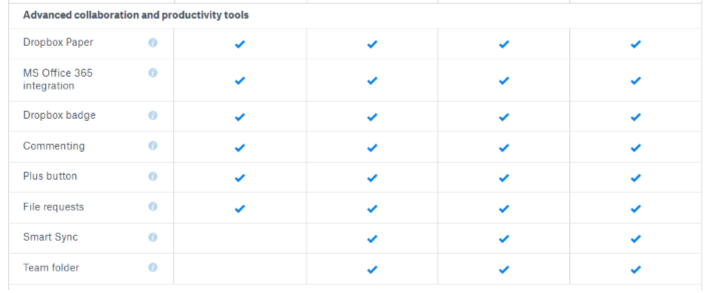 Advanced collaboration and productivity tools
Dropbox Paper
MS Office 365
integration
Dropbox badge
Commenting
Plus button
File requests
Smart Sync
Team folder